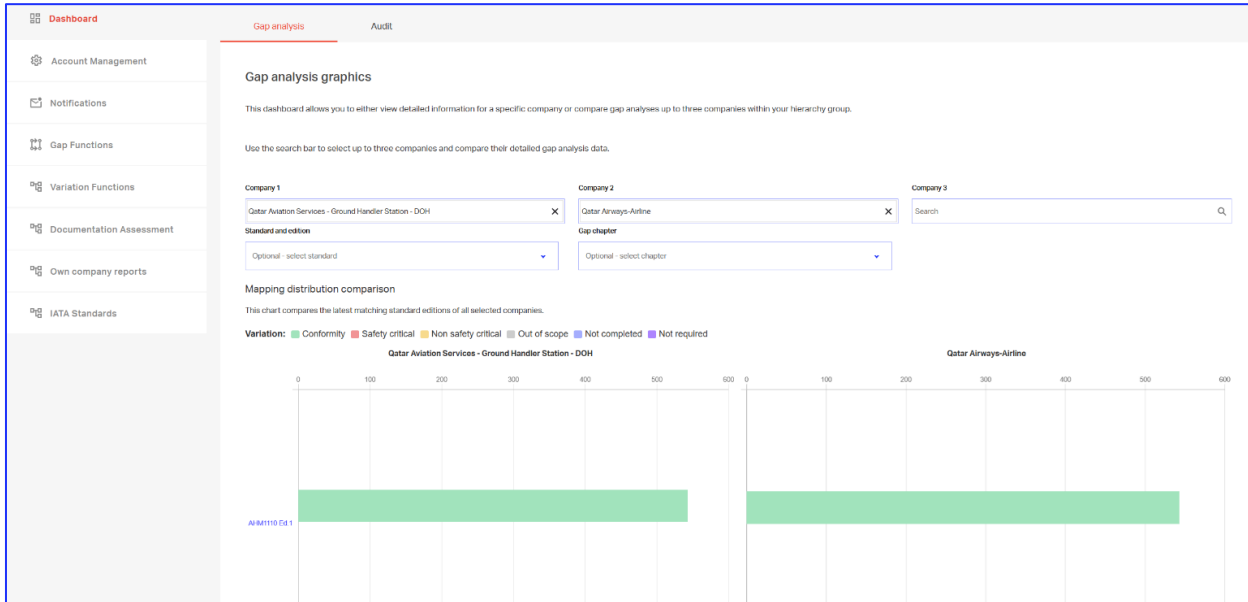 Dashboard
Account Management
Notifications
Gap Functions
Variation Functions
Documentation Assessment
Own company reports
IATA Standards
Gap analysis Audit
Gap analysis graphics
This dashboard allows you to either view detailed information for a specific company or compare gap analyses up to three companies within your hierarchy group.
Use the search bar to select up to three companies and compare their detailed gap analysis data.
Company 1 Company 2 Company 3
Qatar Aviation Services - Ground Handler Station - DOH Qatar Airways-Airline Search
Standard and edition Gap chapter
Optional - select standard Optional - select chapter
Mapping distribution comparison
This chart compares the latest matching standard editions of all selected companies.
Variation: Conformity Safety critical Non safety critical Out of scope Not completed Not required
Qatar Aviation Services - Ground Handler Station - DOH Qatar Airways-Airline
0 100 200 300 400 500 600 0 100 200 300 400 500 600
AHM1110 Ed.1